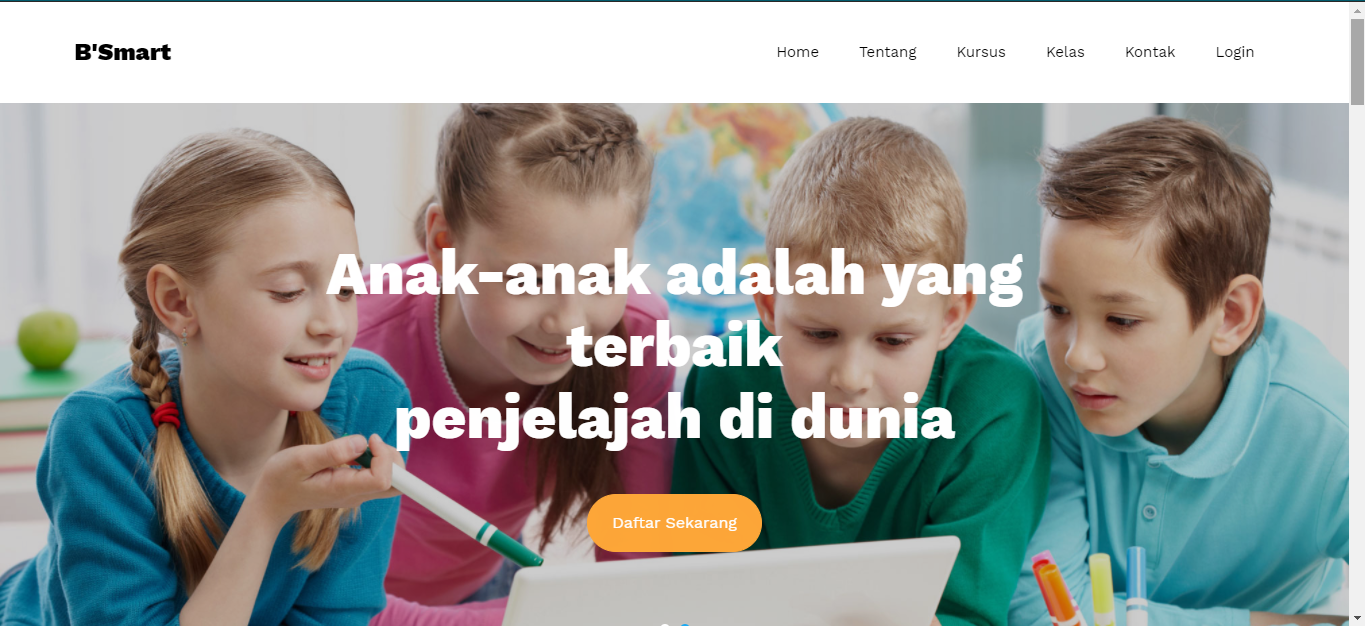 B'Smart
Home Tentang Kursus Kelas Kontak Login
Anak-anak adalah yang
terbaik
penjelajah di dunia
Daftar Sekarang